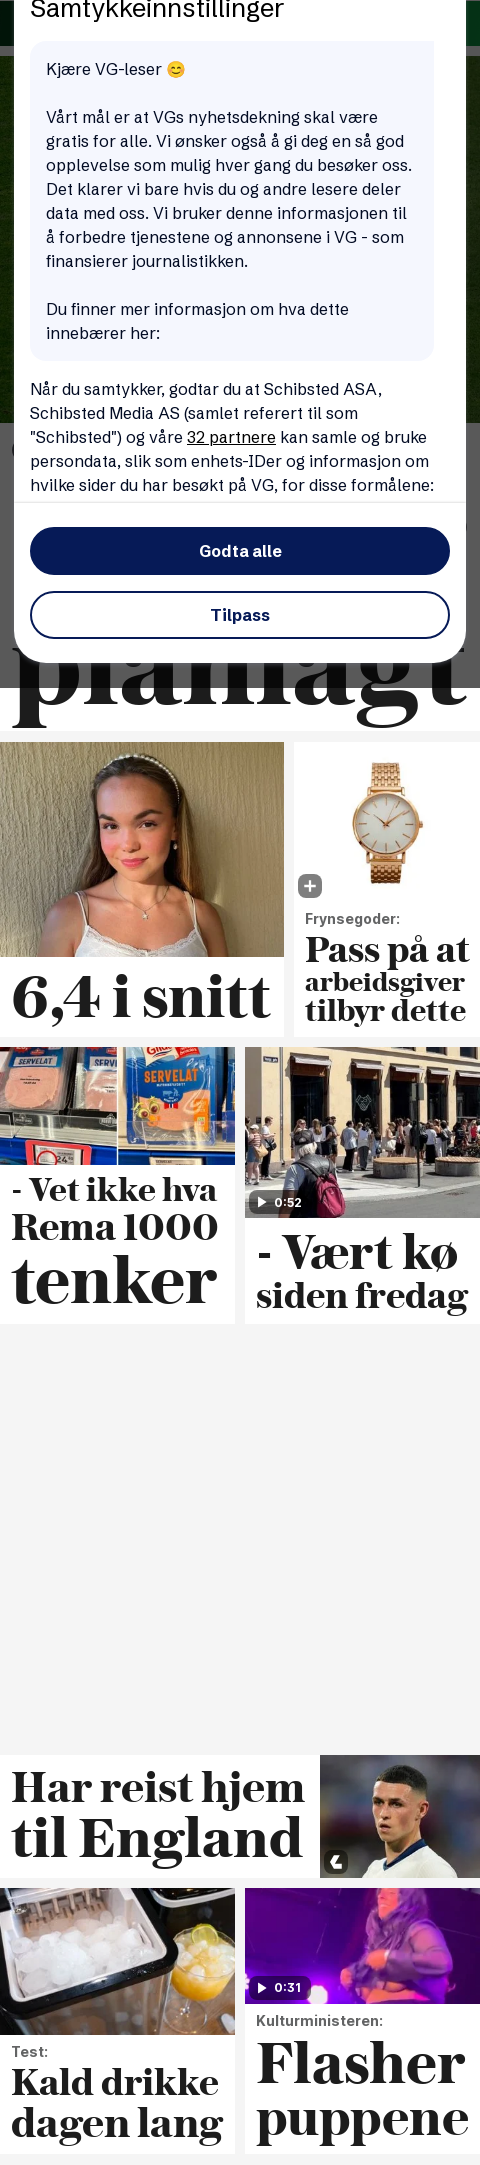 Samtykkeinnstillinger
Kjære VG-leser 😊
Vårt mål er at VGs nyhetsdekning skal være
gratis for alle. Vi ønsker også å gi deg en så god
opplevelse som mulig hver gang du besøker oss.
Det klarer vi bare hvis du og andre lesere deler
data med oss. Vi bruker denne informasjonen til
å forbedre tjenestene og annonsene i VG - som
finansierer journalistikken.
Du finner mer informasjon om hva dette
innebærer her:
Når du samtykker, godtar du at Schibsted ASA,
Schibsted Media AS (samlet referert til som
"Schibsted") og våre 32 partnere kan samle og bruke
persondata, slik som enhets-IDer og informasjon om
hvilke sider du har besøkt på VG, for disse formålene:
Godta alle
Tilpass
planlagt
6,4 i snitt
Frynsegoder:
Pass på at
arbeidsgiver
tilbyr dette
SERVELAT
SERVELAT
Gilde
SERVELAT
24 90
- Vet ikke hva
Rema 1000
tenker
0:52
- Vært kø
siden fredag
Har reist hjem
til England
Test:
Kald drikke
dagen lang
0:31
Kulturministeren:
Flasher
puppene